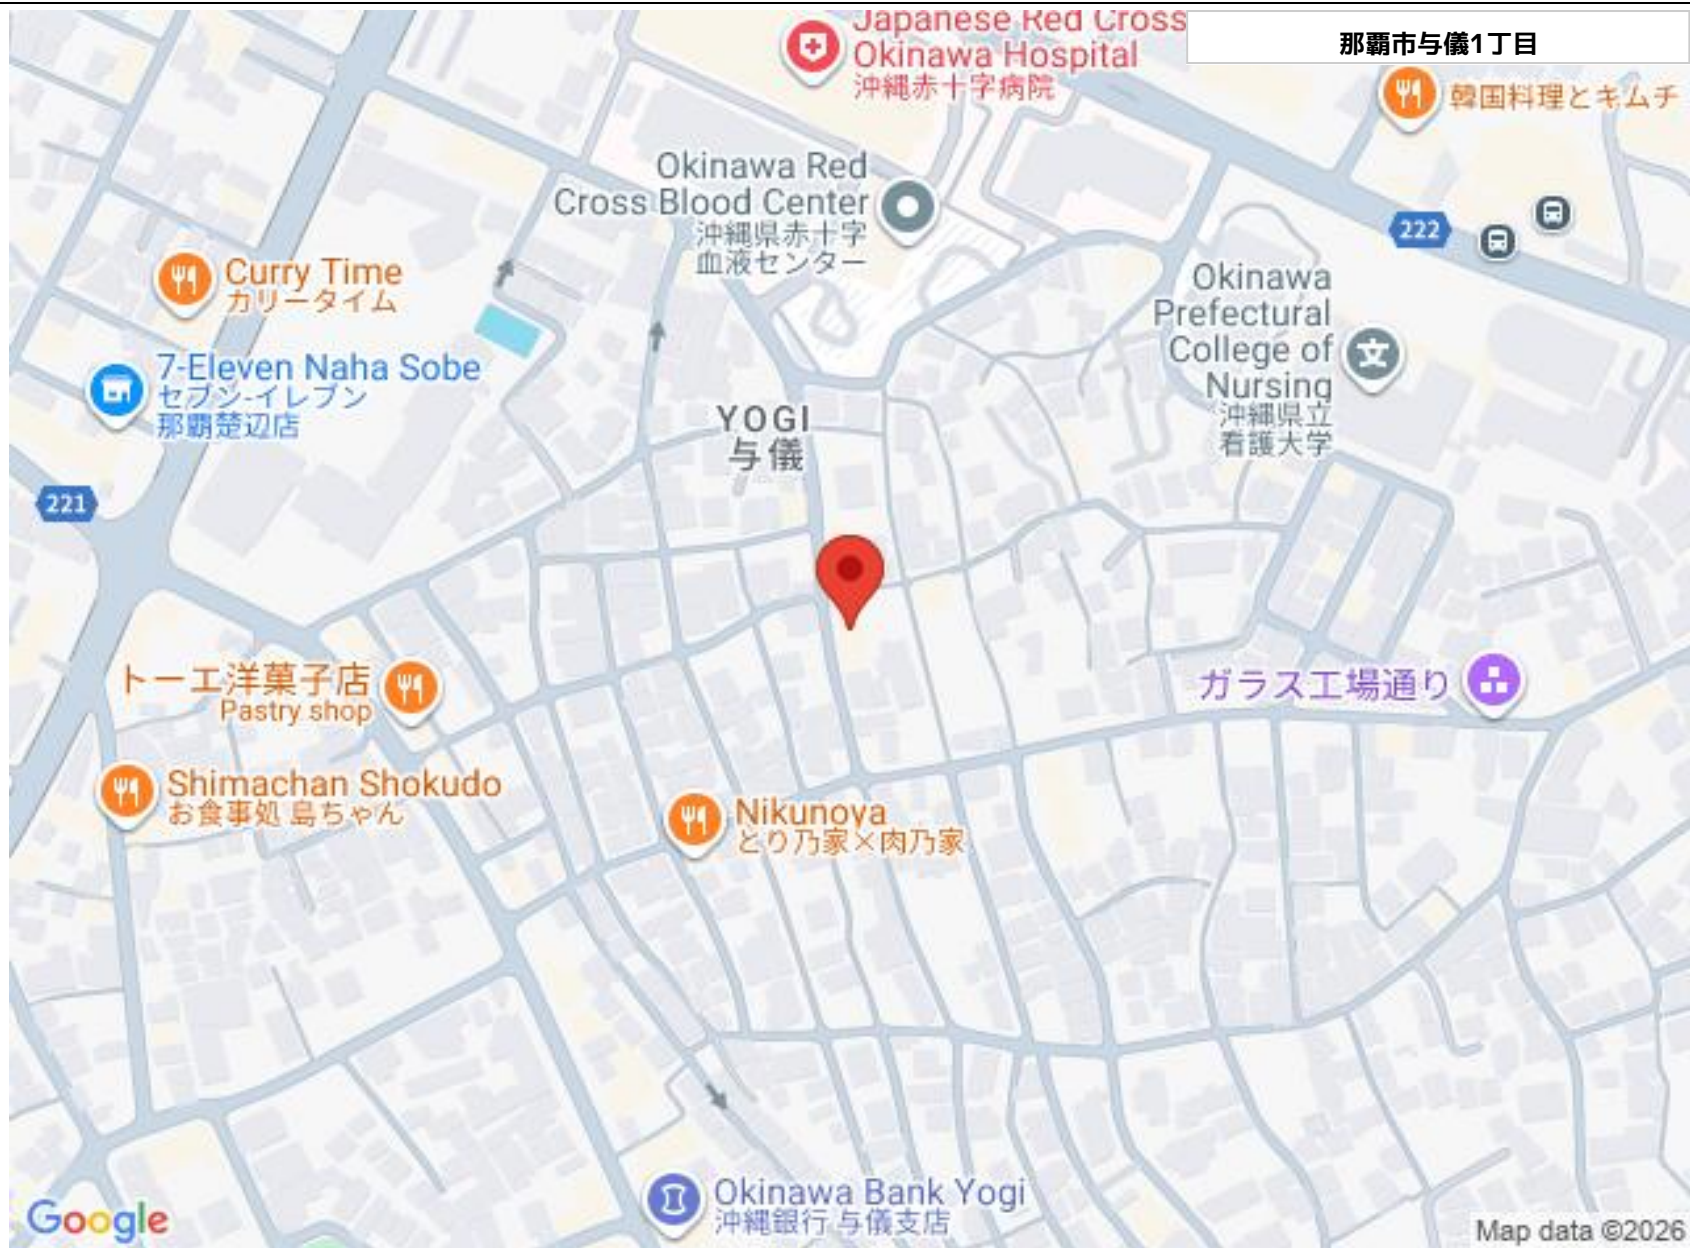 Japanese Red Cross
Okinawa Hospital
沖縄赤十字病院
那覇市与儀1丁目
韓国料理とキムチ
Okinawa Red
Cross Blood Center
沖縄県赤十字
血液センター
222
Curry Time
カリータイム
Okinawa
Prefectural
College of
Nursing
沖縄県立
看護大学
文
7-Eleven Naha Sobe
セブン-イレブン
那覇楚辺店
YOGI
与儀
221
トーエ洋菓子店
Pastry shop
ガラス工場通り
Shimachan Shokudo
お食事処 島ちゃん
Nikunoya
とり乃家×肉乃家
Okinawa Bank Yogi
沖縄銀行 与儀支店
Google
Map data ©2026